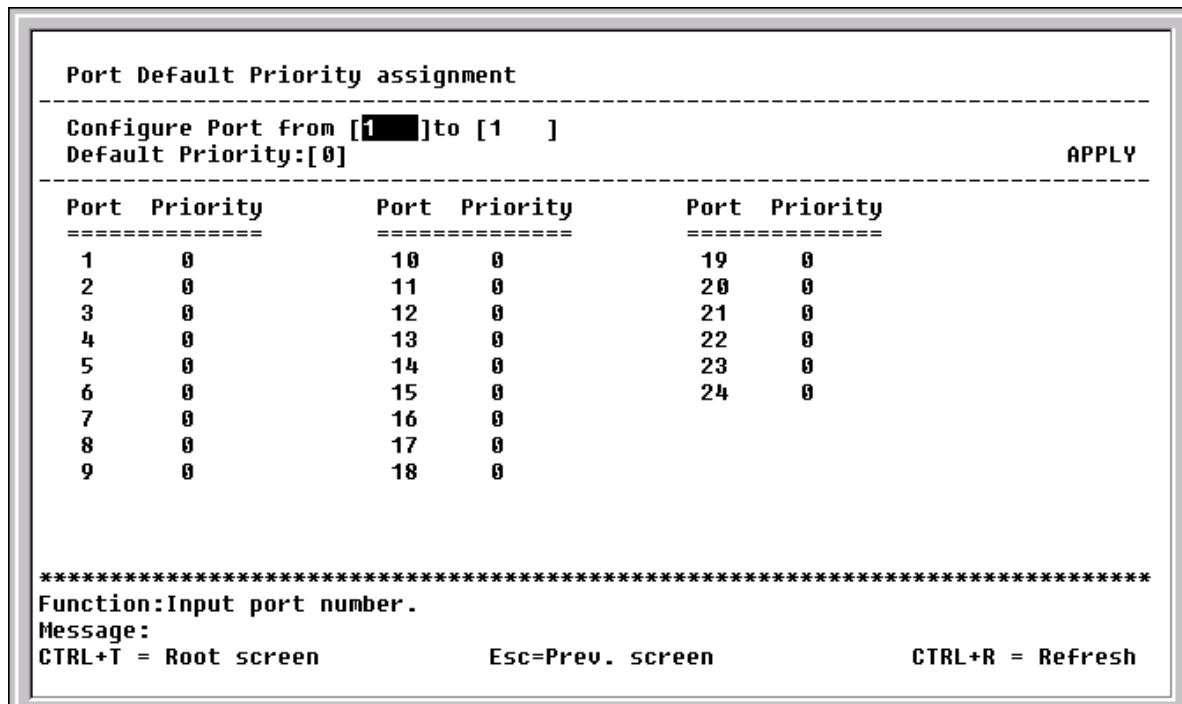 Port Default Priority assignment
--------------------------------------------------------------------------------
Configure Port from [1   ]to [1   ]
Default Priority:[0] APPLY
--------------------------------------------------------------------------------
Port Priority Port Priority Port Priority
============== ============== ==============
1 0 10 0 19 0
2 0 11 0 20 0
3 0 12 0 21 0
4 0 13 0 22 0
5 0 14 0 23 0
6 0 15 0 24 0
7 0 16 0
8 0 17 0
9 0 18 0
*******************************************************************************
Function:Input port number.
Message:
CTRL+T = Root screen Esc=Prev. screen CTRL+R = Refresh